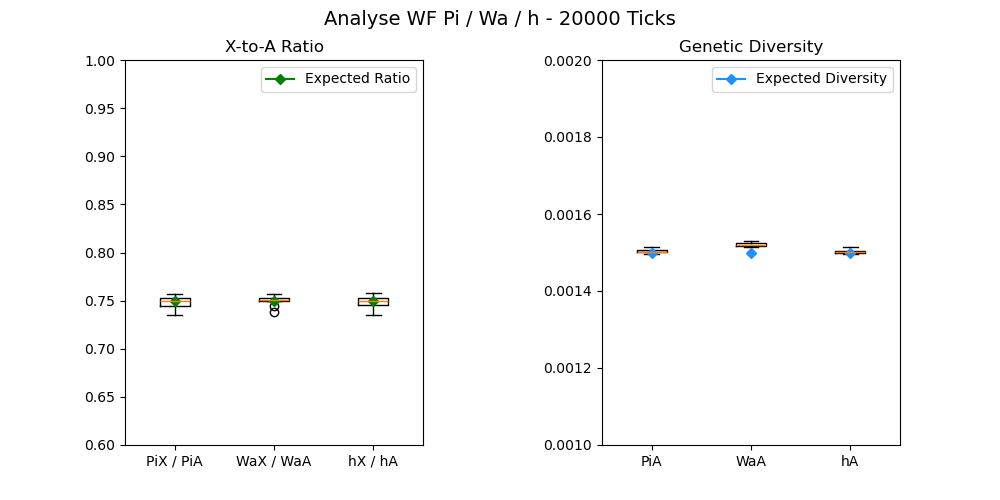 Analyse WF Pi / Wa / h - 20000 Ticks
X-to-A Ratio
Expected Ratio
1.00
0.95
0.90
0.85
0.80
0.75
0.70
0.65
0.60
PiX / PiA
WaX / WaA
hX / hA
Genetic Diversity
Expected Diversity
0.0020
0.0018
0.0016
0.0014
0.0012
0.0010
PiA
WaA
hA